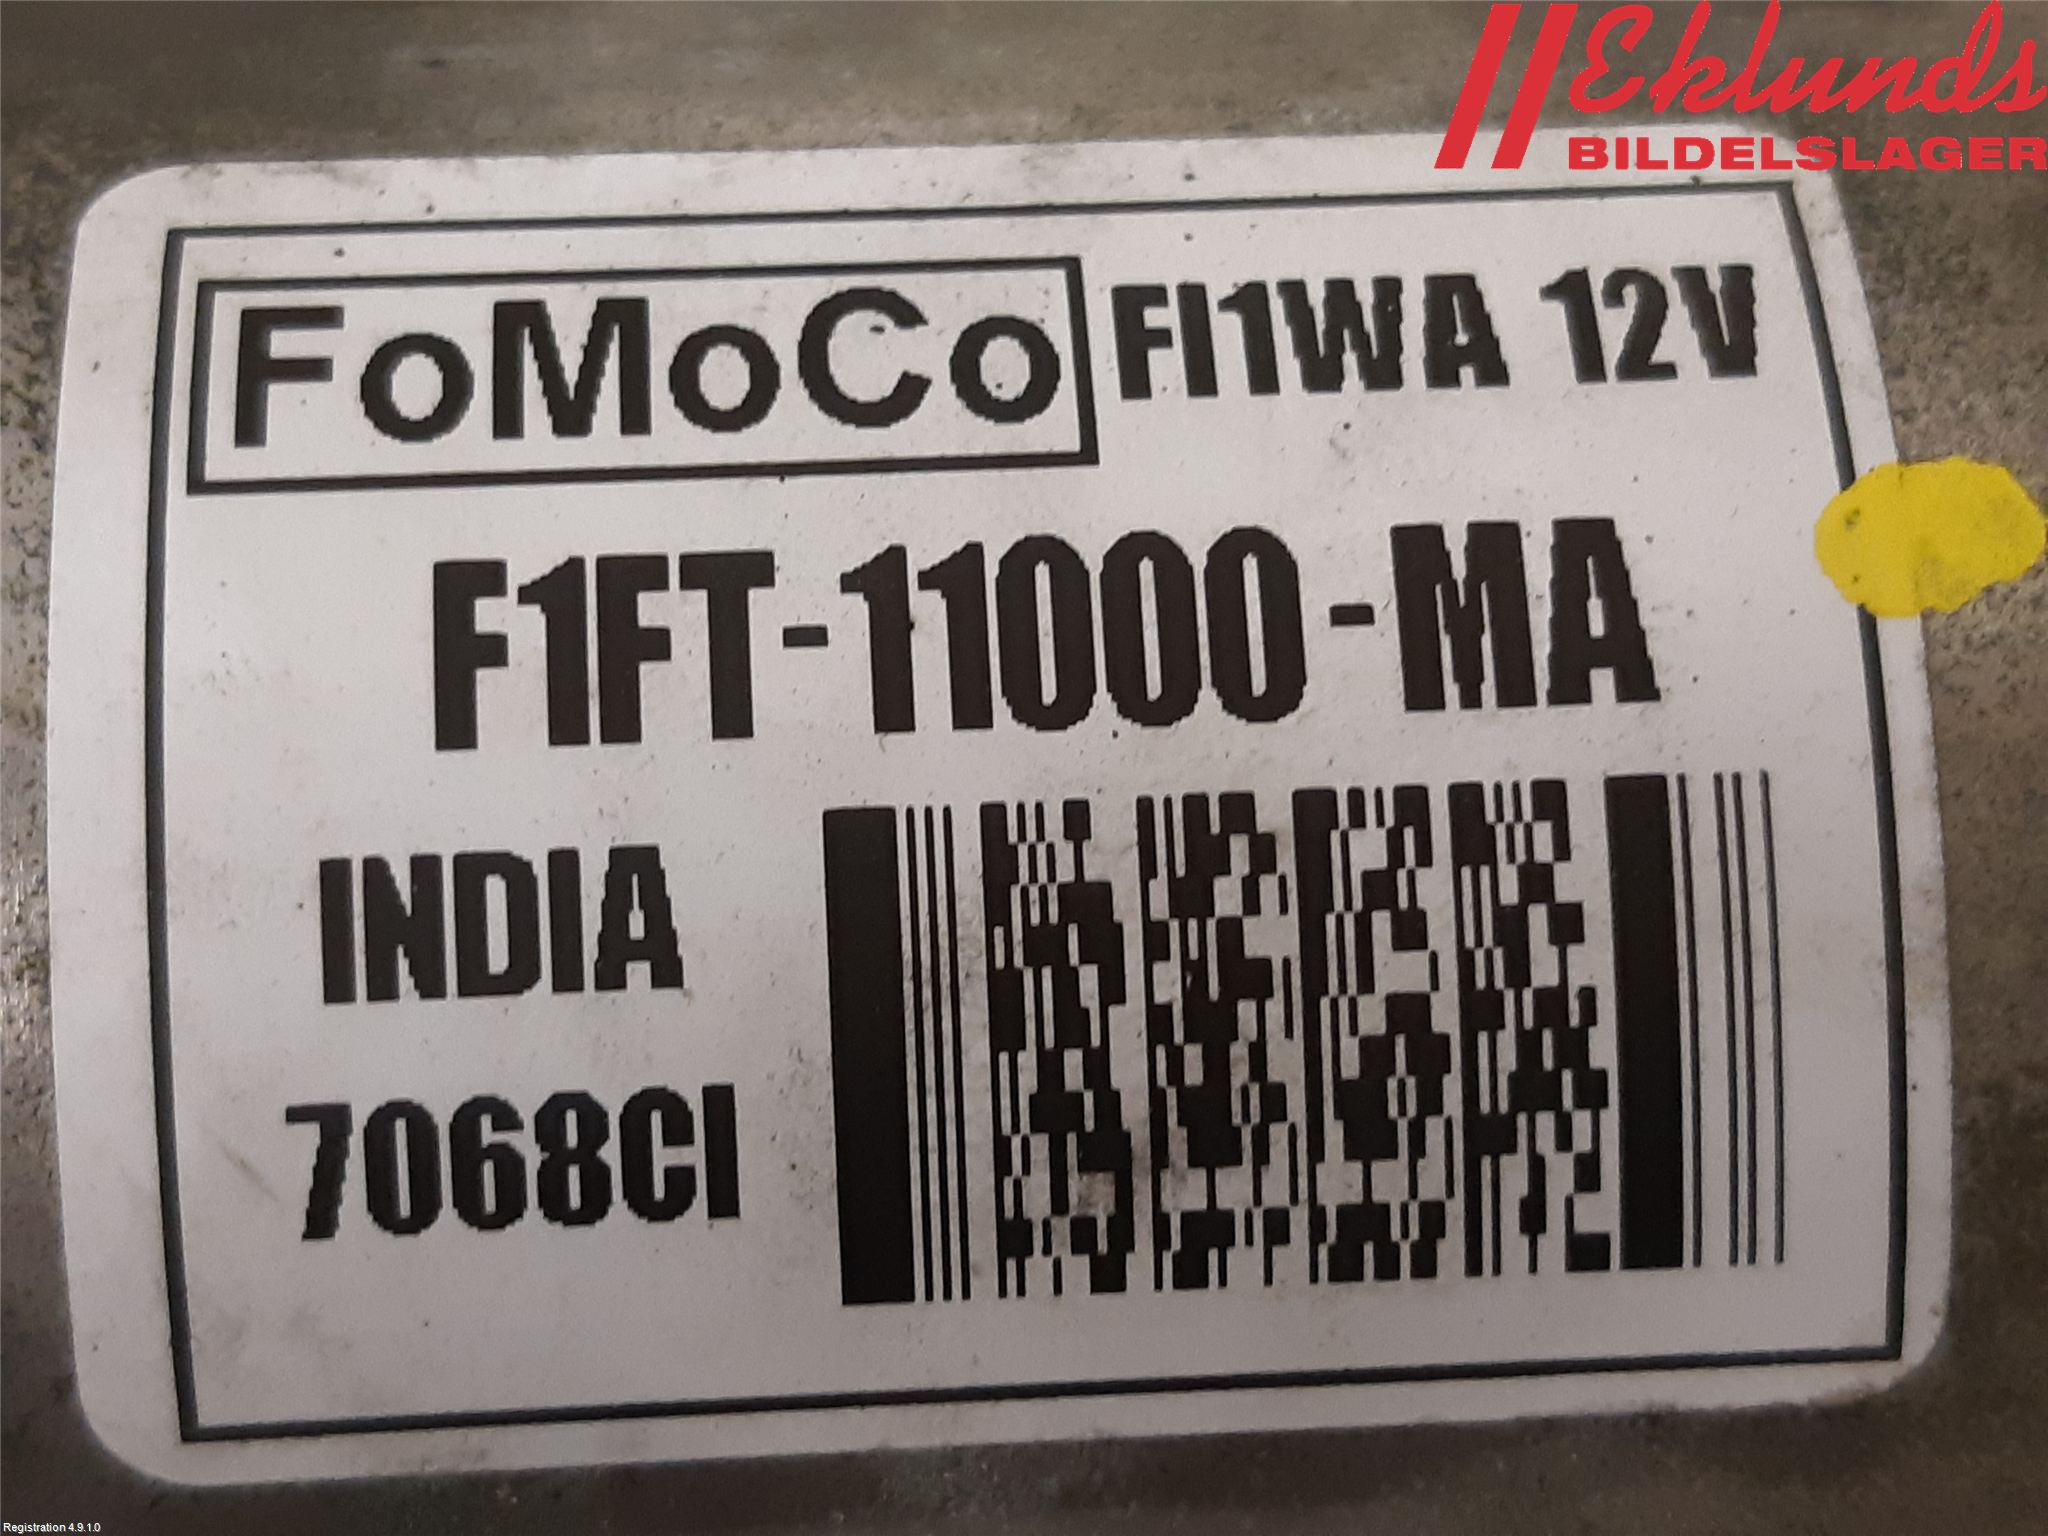 Eklunds
BILDELSLAGER
FoMoCo FI1WA 12V
F1FT-11000-MA
INDIA
7068CI
Registration 4.9.1.0